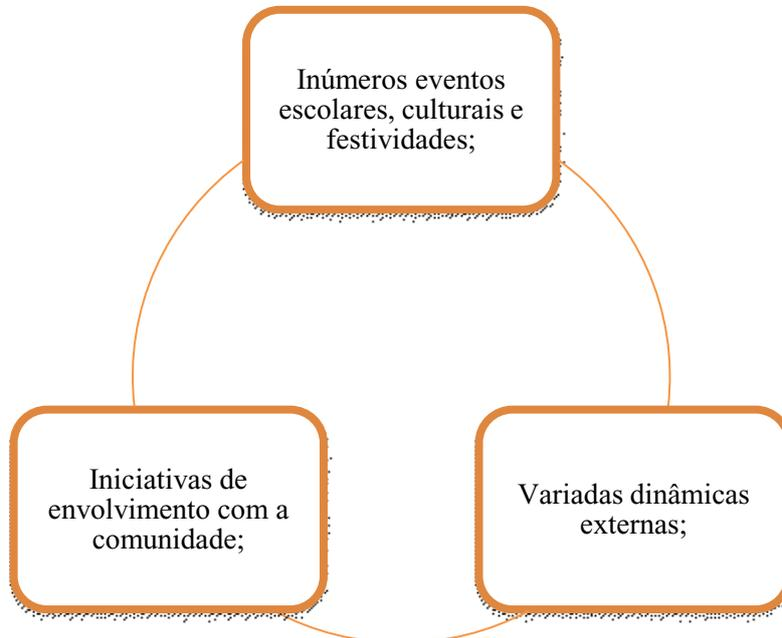 Inúmeros eventos
escolares, culturais e
festividades;
Iniciativas de
envolvimento com a
comunidade;
Variadas dinâmicas
externas;